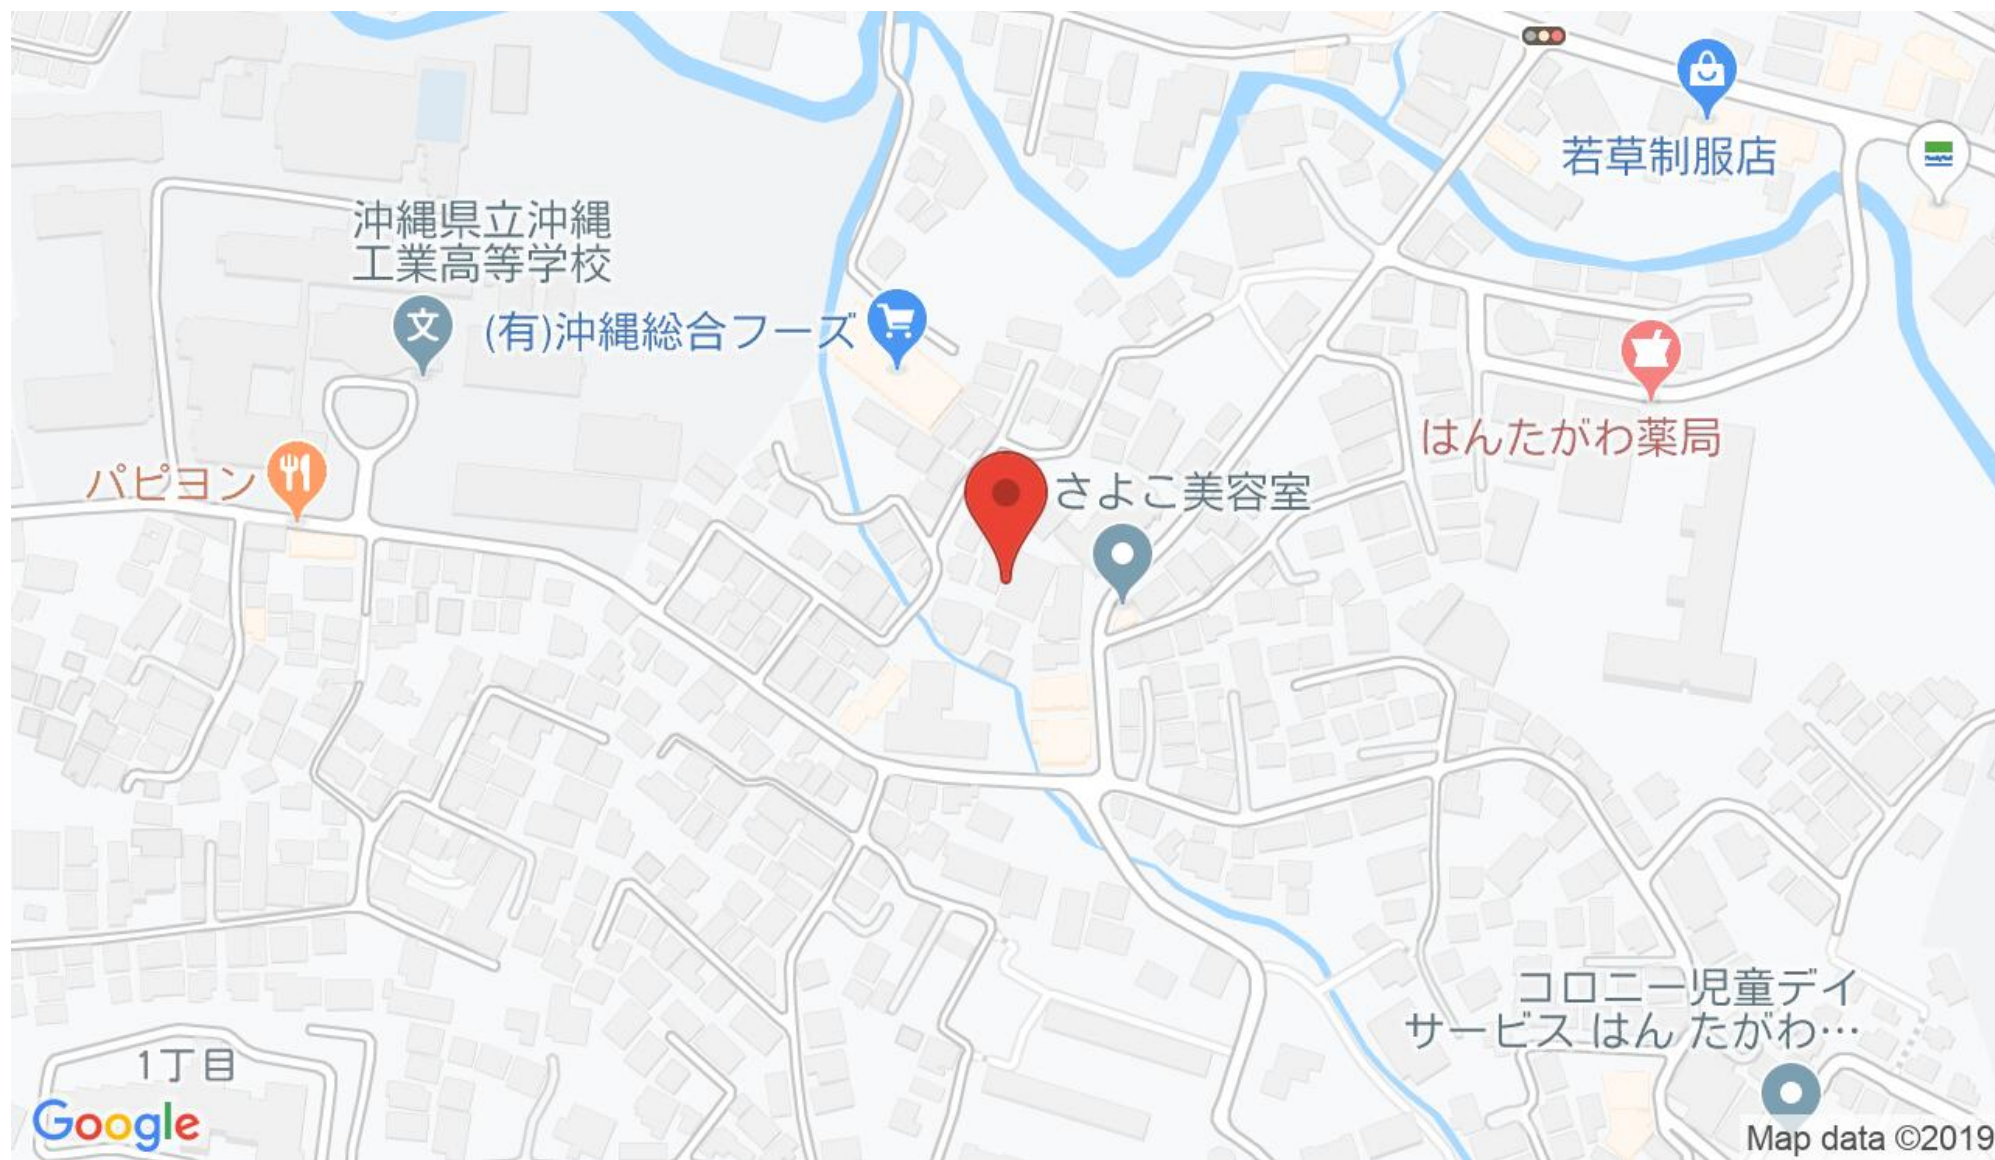 若草制服店
沖縄県立沖縄
工業高等学校
(有)沖縄総合フーズ
はんたがわ薬局
パピヨン
さよこ美容室
コロニー児童デイ
サービス はん たがわ…
1丁目
Google
Map data ©2019